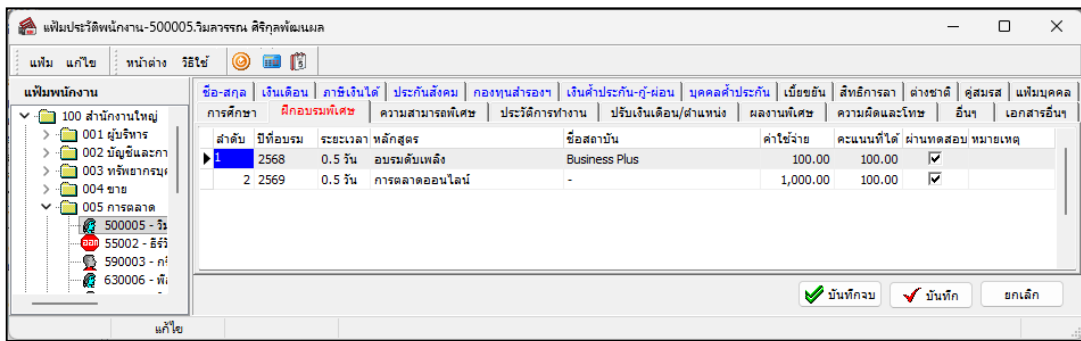 แฟ้มประวัติพนักงาน-500005.วิมลวรรณ ศิริกุลพัฒนผล
แฟ้ม แก้ไข หน้าต่าง วิธีใช้
แฟ้มพนักงาน
ชื่อ-สกุล เงินเดือน ภาษีเงินได้ ประกันสังคม กองทุนสำรองฯ เงินค้ำประกัน-กู้-ผ่อน บุคคลค้ำประกัน เบี้ยขยัน สิทธิการลา ต่างชาติ คู่สมรส แฟ้มบุคคล
การศึกษา ฝึกอบรมพิเศษ ความสามารถพิเศษ ประวัติการทำงาน ปรับเงินเดือน/ตำแหน่ง ผลงานพิเศษ ความผิดและโทษ อื่นๆ เอกสารอื่นๆ
ลำดับ ปีที่อบรม ระยะเวลา หลักสูตร ชื่อสถาบัน ค่าใช้จ่าย คะแนนที่ได้ ผ่านทดสอบ หมายเหตุ
1 2568 0.5 วัน อบรมดับเพลิง Business Plus 100.00 100.00
2 2569 0.5 วัน การตลาดออนไลน์ - 1,000.00 100.00
100 สำนักงานใหญ่
001 ผู้บริหาร
002 บัญชีและกา
003 ทรัพยากรบุ
004 ขาย
005 การตลาด
500005 - วิม
ออก 55002 - ธีร์
590003 -
630006 -
บันทึกจบ บันทึก ยกเลิก
แก้ไข